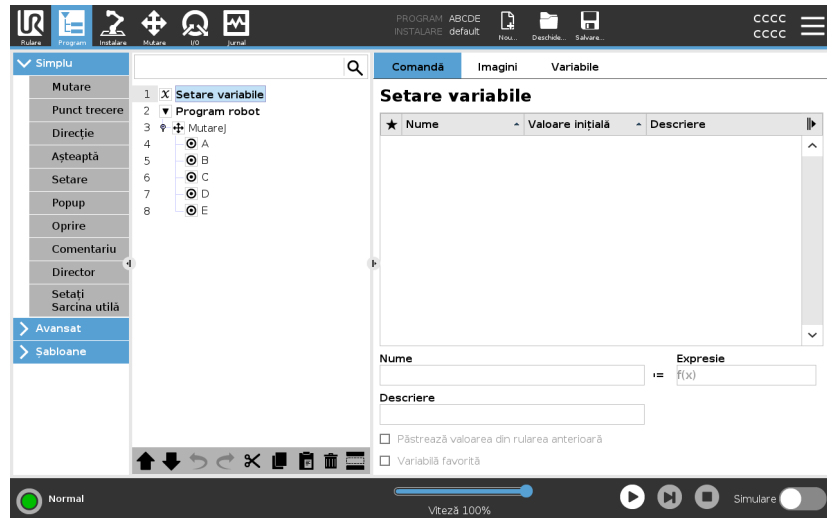 UR
Rulare
Program
Instalare
Mutare
I/O
Jurnal
PROGRAM ABCDE
INSTALARE default
Nou...
Deschide...
Salvare...
cccc
cccc
Simplu
Mutare
Punct trecere
Direcție
Așteaptă
Setare
Popup
Oprire
Comentariu
Director
Setați
Sarcina utilă
Avansat
Șabloane
1 X Setare variabile
2 Program robot
3 MutareJ
4 A
5 B
6 C
7 D
8 E
Comandă Imagini Variabile
Setare variabile
Nume Valoare inițială Descriere
Nume Expresie
:= f(x)
Descriere
Păstrează valoarea din rularea anterioară
Variabilă favorită
Normal
Viteză 100%
Simulare